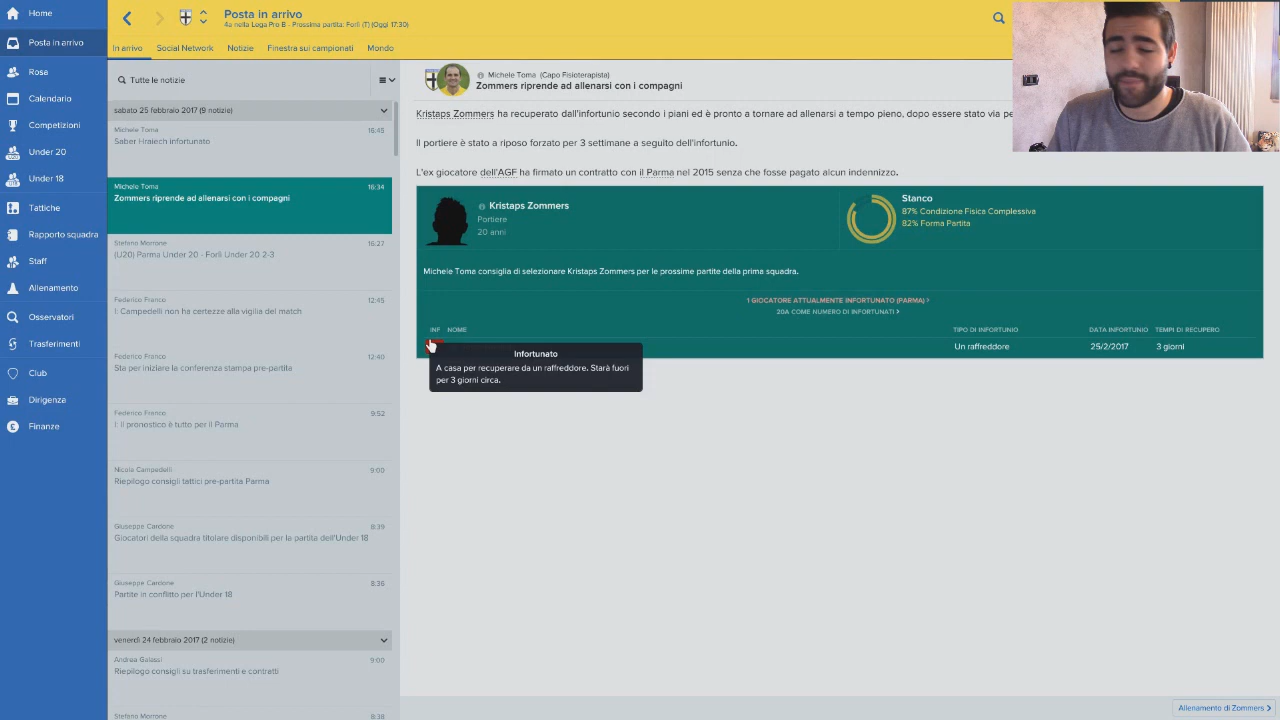 Home
Posta in arrivo
Rosa
Calendario
Competizioni
Under 20
Under 18
Tattiche
Rapporto squadra
Staff
Allenamento
Osservatori
Trasferimenti
Club
Dirigenza
Finanze
Posta in arrivo
4a nella Lega Pro B - Prossima partita: Forlì (T) (Oggi 17.30)
In arrivo Social Network Notizie Finestra sui campionati Mondo
Tutte le notizie
sabato 25 febbraio 2017 (9 notizie)
Michele Toma 16:45
Saber Hraiech infortunato
Michele Toma 16:34
Zommers riprende ad allenarsi con i compagni
Stefano Morrone 16:27
(U20) Parma Under 20 - Forlì Under 20 2-3
Federico Franco 12:45
I: Campedelli non ha certezze alla vigilia del match
Federico Franco 12:40
Sta per iniziare la conferenza stampa pre-partita
Federico Franco 9:52
I: Il pronostico è tutto per il Parma
Nicola Campedelli 9:00
Riepilogo consigli tattici pre-partita Parma
Giuseppe Cardone 8:39
Giocatori della squadra titolare disponibili per la partita dell'Under 18
Giuseppe Cardone 8:36
Partite in conflitto per l'Under 18
venerdì 24 febbraio 2017 (2 notizie)
Andrea Galassi 9:00
Riepilogo consigli su trasferimenti e contratti
Stefano Morrone 8:38
Michele Toma (Capo Fisioterapista)
Zommers riprende ad allenarsi con i compagni
Kristaps Zommers ha recuperato dall'infortunio secondo i piani ed è pronto a tornare ad allenarsi a tempo pieno, dopo essere stato via
Il portiere è stato a riposo forzato per 3 settimane a seguito dell'infortunio.
L'ex giocatore dell'AGF ha firmato un contratto con il Parma nel 2015 senza che fosse pagato alcun indennizzo.
Kristaps Zommers
Portiere
20 anni
Stanco
87% Condizione Fisica Complessiva
82% Forma Partita
Michele Toma consiglia di selezionare Kristaps Zommers per le prossime partite della prima squadra.
1 GIOCATORE ATTUALMENTE INFORTUNATO (PARMA)
20A COME NUMERO DI INFORTUNATI
INF NOME TIPO DI INFORTUNIO DATA INFORTUNIO TEMPI DI RECUPERO
Un raffreddore 25/2/2017 3 giorni
Infortunato
A casa per recuperare da un raffreddore. Starà fuori
per 3 giorni circa.
Allenamento di Zommers